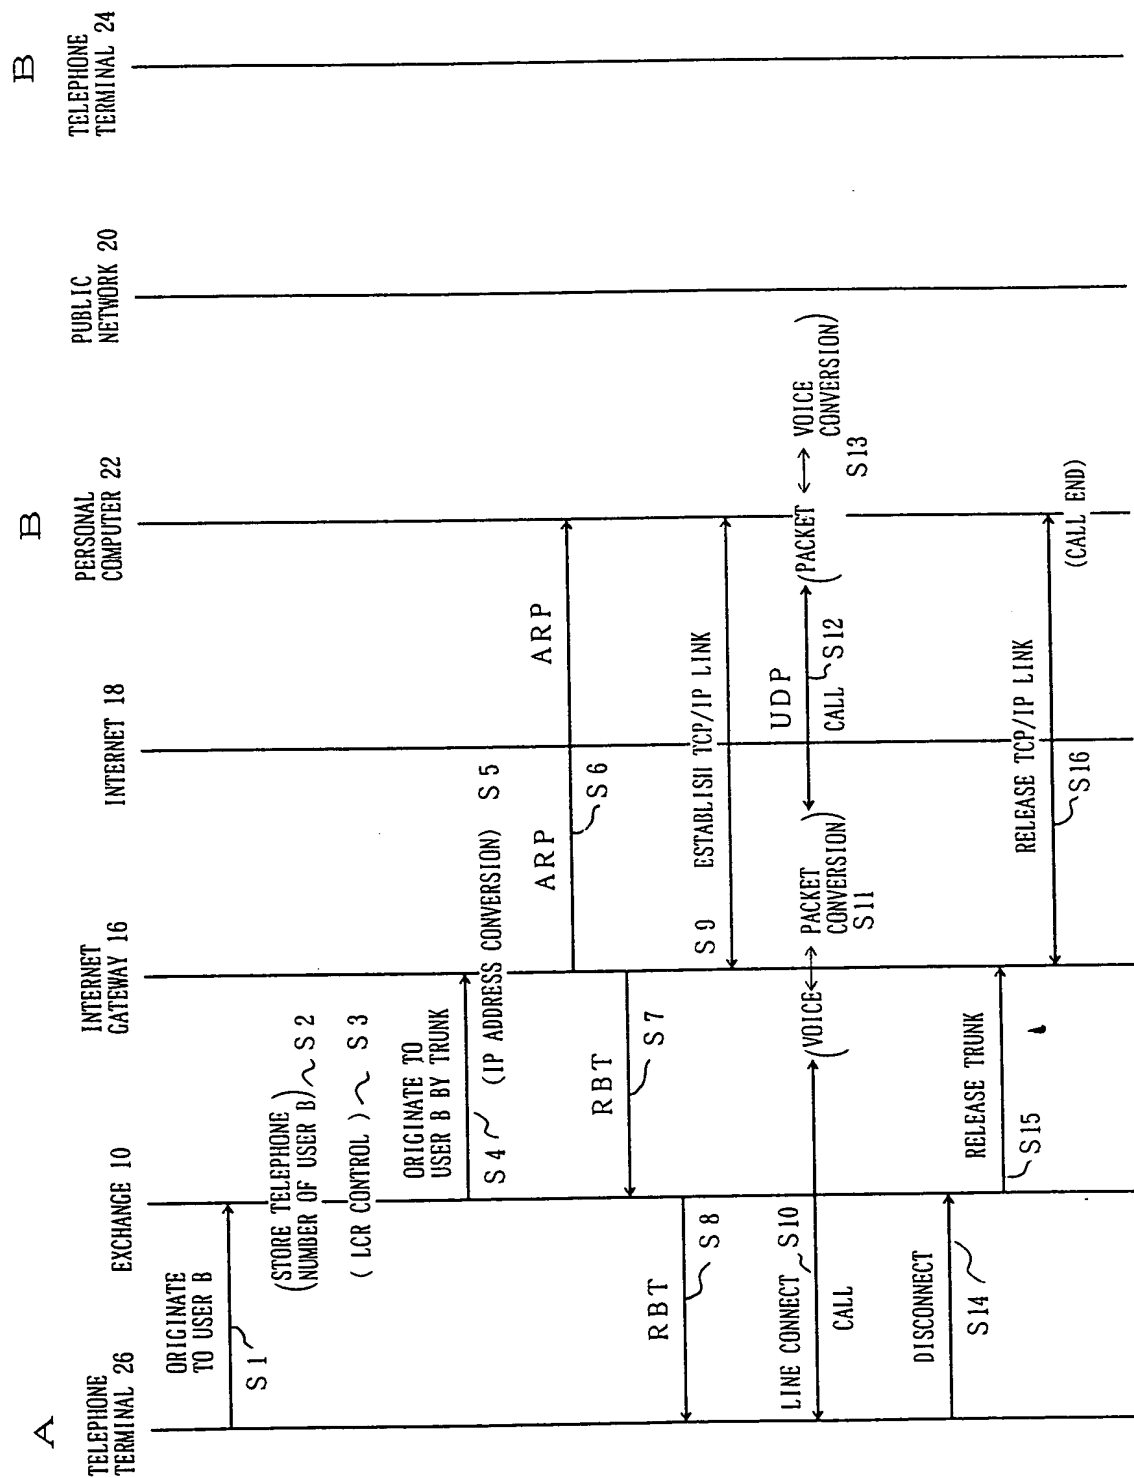 A
TELEPHONE
TERMINAL 26
EXCHANGE 10
INTERNET
GATEWAY 16
INTERNET 18
B
PERSONAL
COMPUTER 22
PUBLIC
NETWORK 20
B
TELEPHONE
TERMINAL 24
ORIGINATE
TO USER B
S1
(STORE TELEPHONE
NUMBER OF USER B) S2
(LCR CONTROL) S3
ORIGINATE TO
USER B BY TRUNK
S4
(IP ADDRESS CONVERSION) S5
ARP
ARP
S6
RBT
S7
RBT
S8
S9 ESTABLISH TCP/IP LINK
LINE CONNECT S10
CALL
(VOICE
PACKET
CONVERSION)
S11
UDP
CALL S12
(PACKET
VOICE
CONVERSION)
S13
DISCONNECT
S14
RELEASE TRUNK
S15
RELEASE TCP/IP LINK
S16
(CALL END)